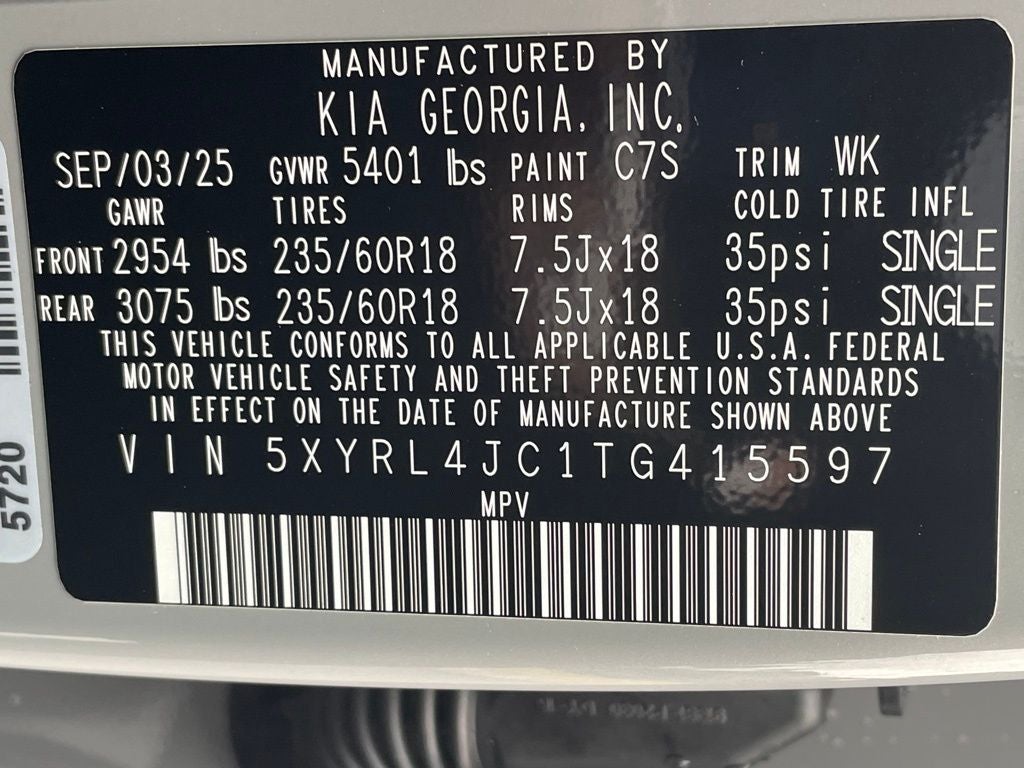 MANUFACTURED BY
KIA GEORGIA, INC.
SEP/03/25 GVWR 5401 lbs PAINT C7S TRIM WK
GAWR TIRES RIMS COLD TIRE INFL
FRONT 2954 lbs 235/60R18 7.5Jx18 35psi SINGLE
REAR 3075 lbs 235/60R18 7.5Jx18 35psi SINGLE
THIS VEHICLE CONFORMS TO ALL APPLICABLE U.S.A. FEDERAL
MOTOR VEHICLE SAFETY AND THEFT PREVENTION STANDARDS
IN EFFECT ON THE DATE OF MANUFACTURE SHOWN ABOVE.
VIN 5XYRL4JC1TG415597
MPV
5720